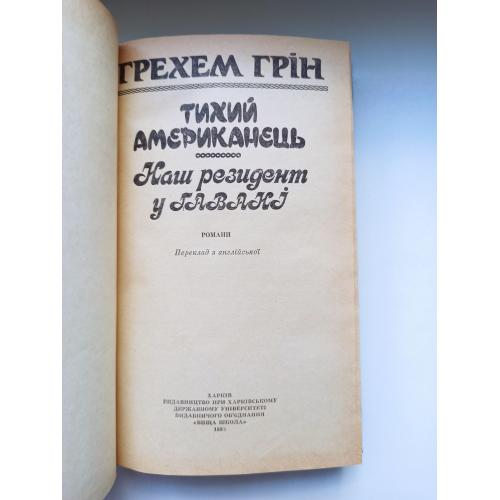 ГРЕХЕМ ГРІН
ТИХИЙ
АМЕРИКАНЕЦЬ
Наш резидент
у ГАВАНІ
РОМАНИ
Переклад з англійської
ХАРКІВ
ВИДАВНИЦТВО ПРИ ХАРКІВСЬКОМУ
ДЕРЖАВНОМУ УНІВЕРСИТЕТІ
ВИДАВНИЧОГО ОБ'ЄДНАННЯ
«ВИЩА ШКОЛА»